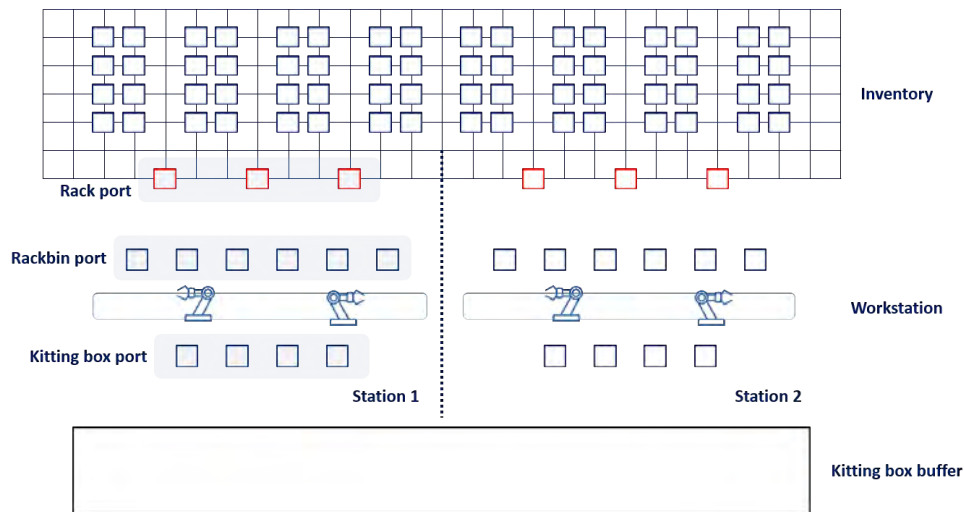 Inventory
Rack port
Rackbin port
Workstation
Kitting box port
Station 1
Station 2
Kitting box buffer